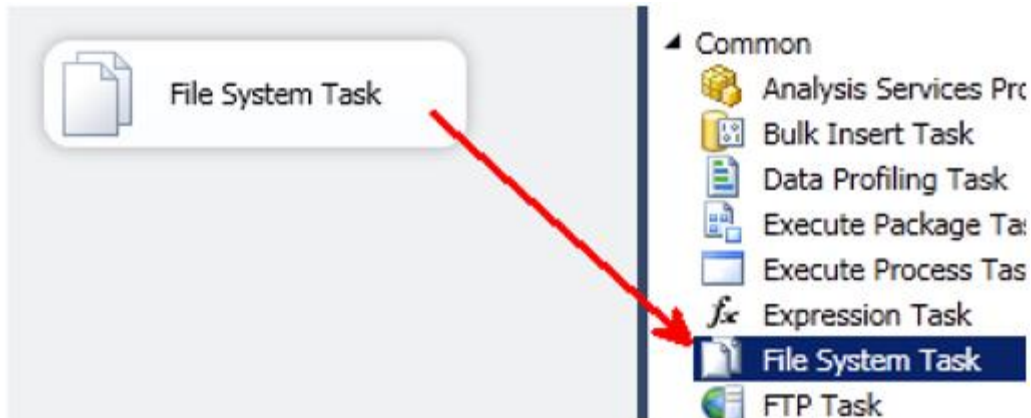 File System Task
Common
Analysis Services Pro
Bulk Insert Task
Data Profiling Task
Execute Package Tas
Execute Process Tas
Expression Task
File System Task
FTP Task